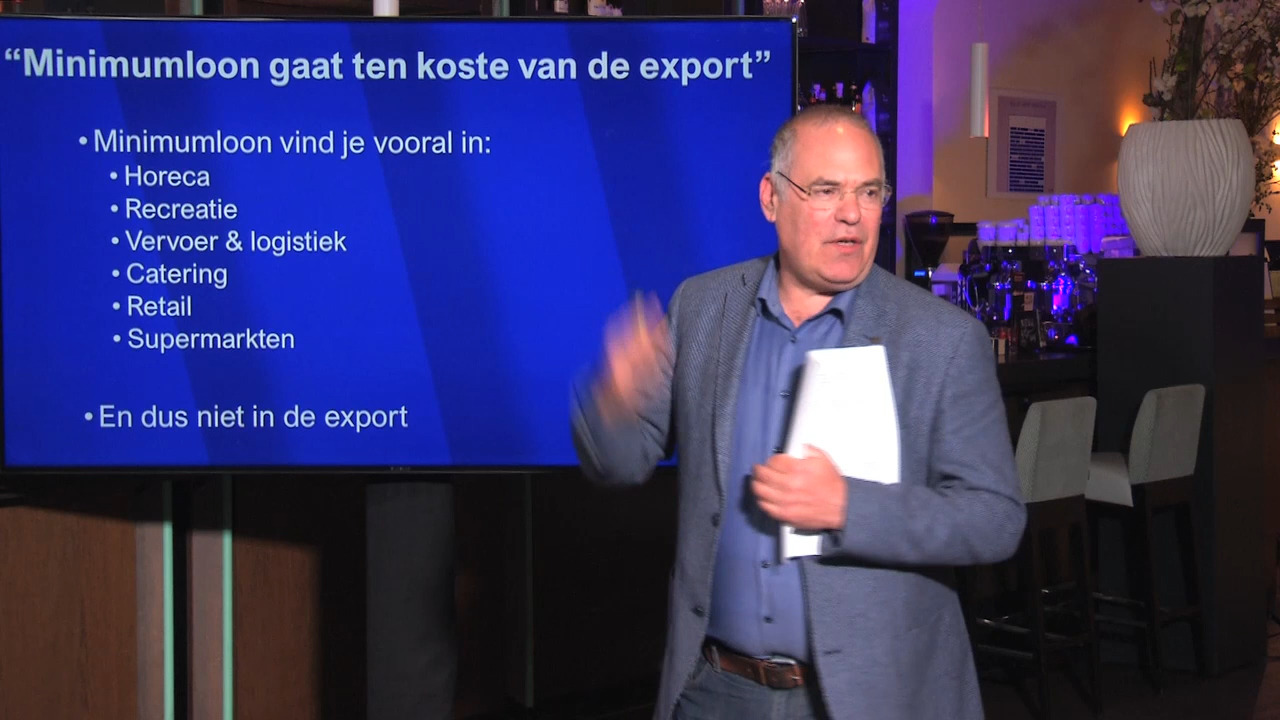 “Minimumloon gaat ten koste van de export”
• Minimumloon vind je vooral in:
• Horeca
• Recreatie
• Vervoer & logistiek
• Catering
• Retail
• Supermarkten
• En dus niet in de export